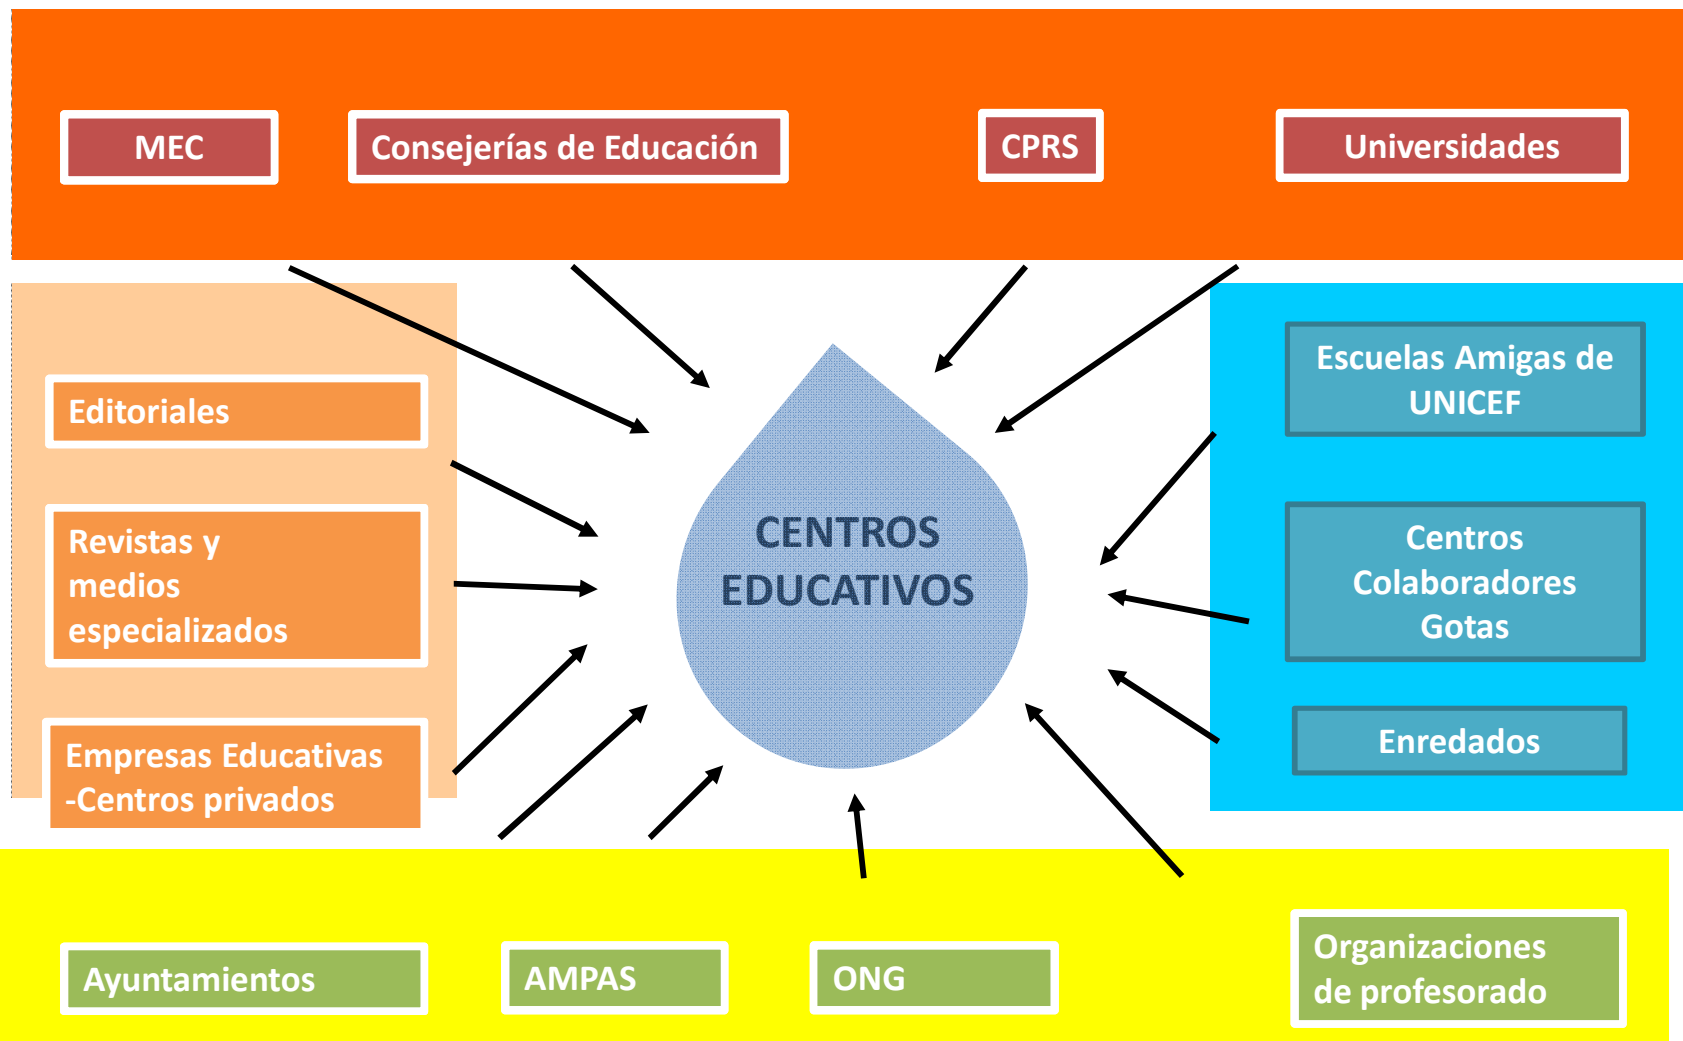 MEC
Consejerías de Educación
CPRS
Universidades
Editoriales
Revistas y
medios
especializados
Empresas Educativas
-Centros privados
CENTROS
EDUCATIVOS
Escuelas Amigas de
UNICEF
Centros
Colaboradores
Gotas
Enredados
Ayuntamientos
AMPAS
ONG
Organizaciones
de profesorado